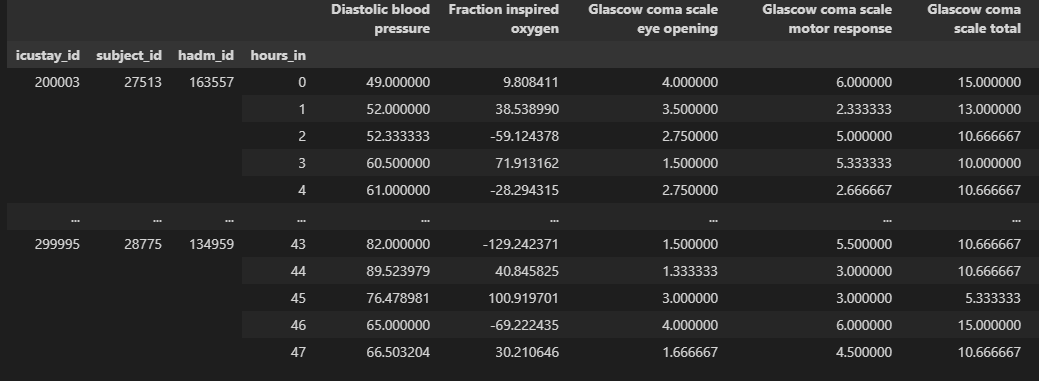 Diastolic blood pressure Fraction inspired oxygen Glascow coma scale eye opening Glascow coma scale motor response Glascow coma scale total
icustay_id subject_id hadm_id hours_in
200003 27513 163557 0 49.000000 9.808411 4.000000 6.000000 15.000000
1 52.000000 38.538990 3.500000 2.333333 13.000000
2 52.333333 -59.124378 2.750000 5.000000 10.666667
3 60.500000 71.913162 1.500000 5.333333 10.000000
4 61.000000 -28.294315 2.750000 2.666667 10.666667
... ... ... ... ... ... ... ... ...
299995 28775 134959 43 82.000000 -129.242371 1.500000 5.500000 10.666667
44 89.523979 40.845825 1.333333 3.000000 10.666667
45 76.478981 100.919701 3.000000 3.000000 5.333333
46 65.000000 -69.222435 4.000000 6.000000 15.000000
47 66.503204 30.210646 1.666667 4.500000 10.666667